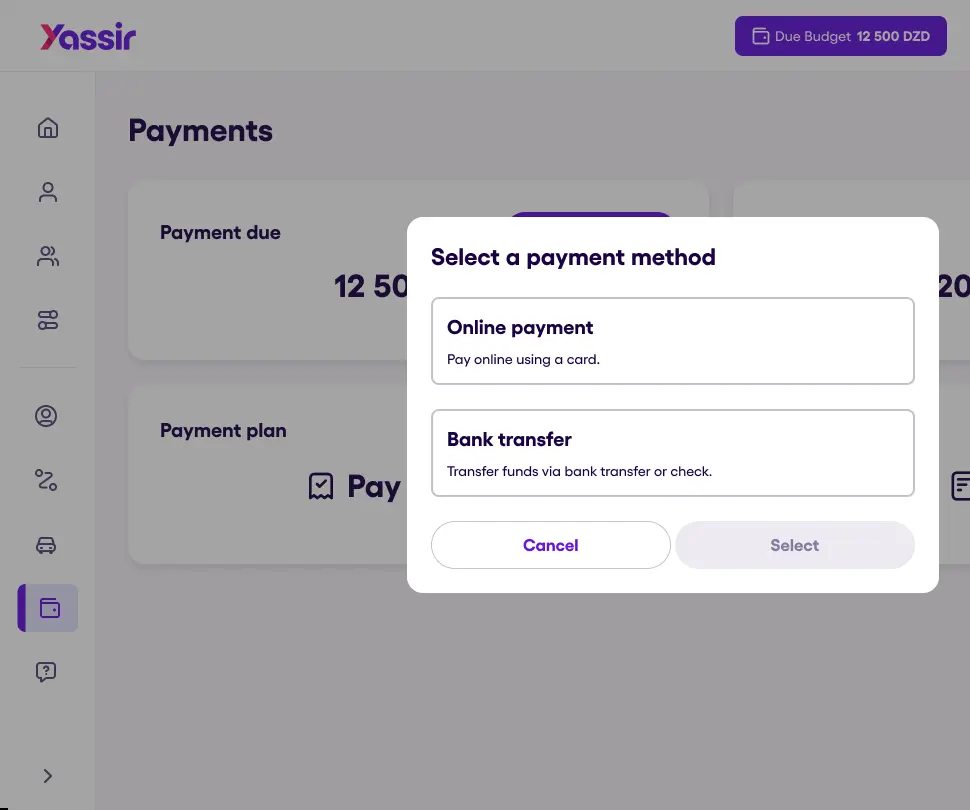 Yassir
Due Budget 12 500 DZD
Payments
Payment due
12 50
20
Select a payment method
Online payment
Pay online using a card.
Bank transfer
Transfer funds via bank transfer or check.
Cancel
Select
Payment plan
Pay